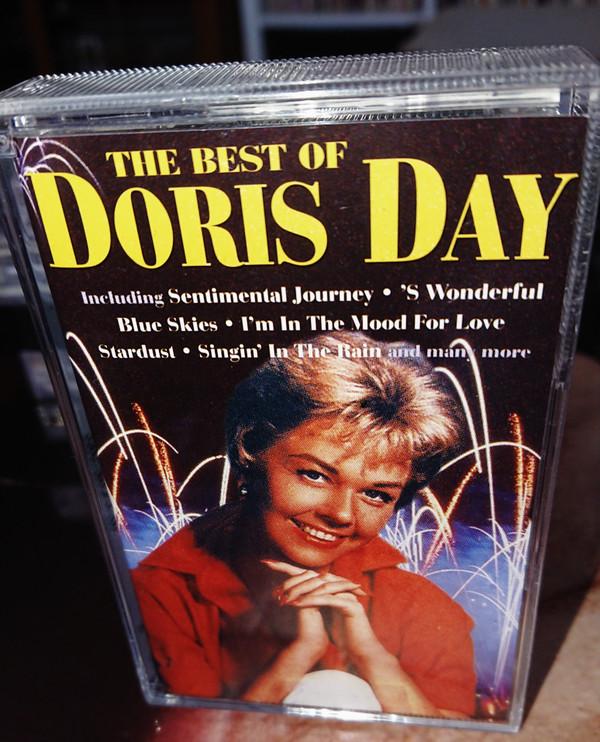 THE BEST OF
DORIS DAY
Including Sentimental Journey • 'S Wonderful
Blue Skies • I'm In The Mood For Love
Stardust • Singin' In The Rain and many more